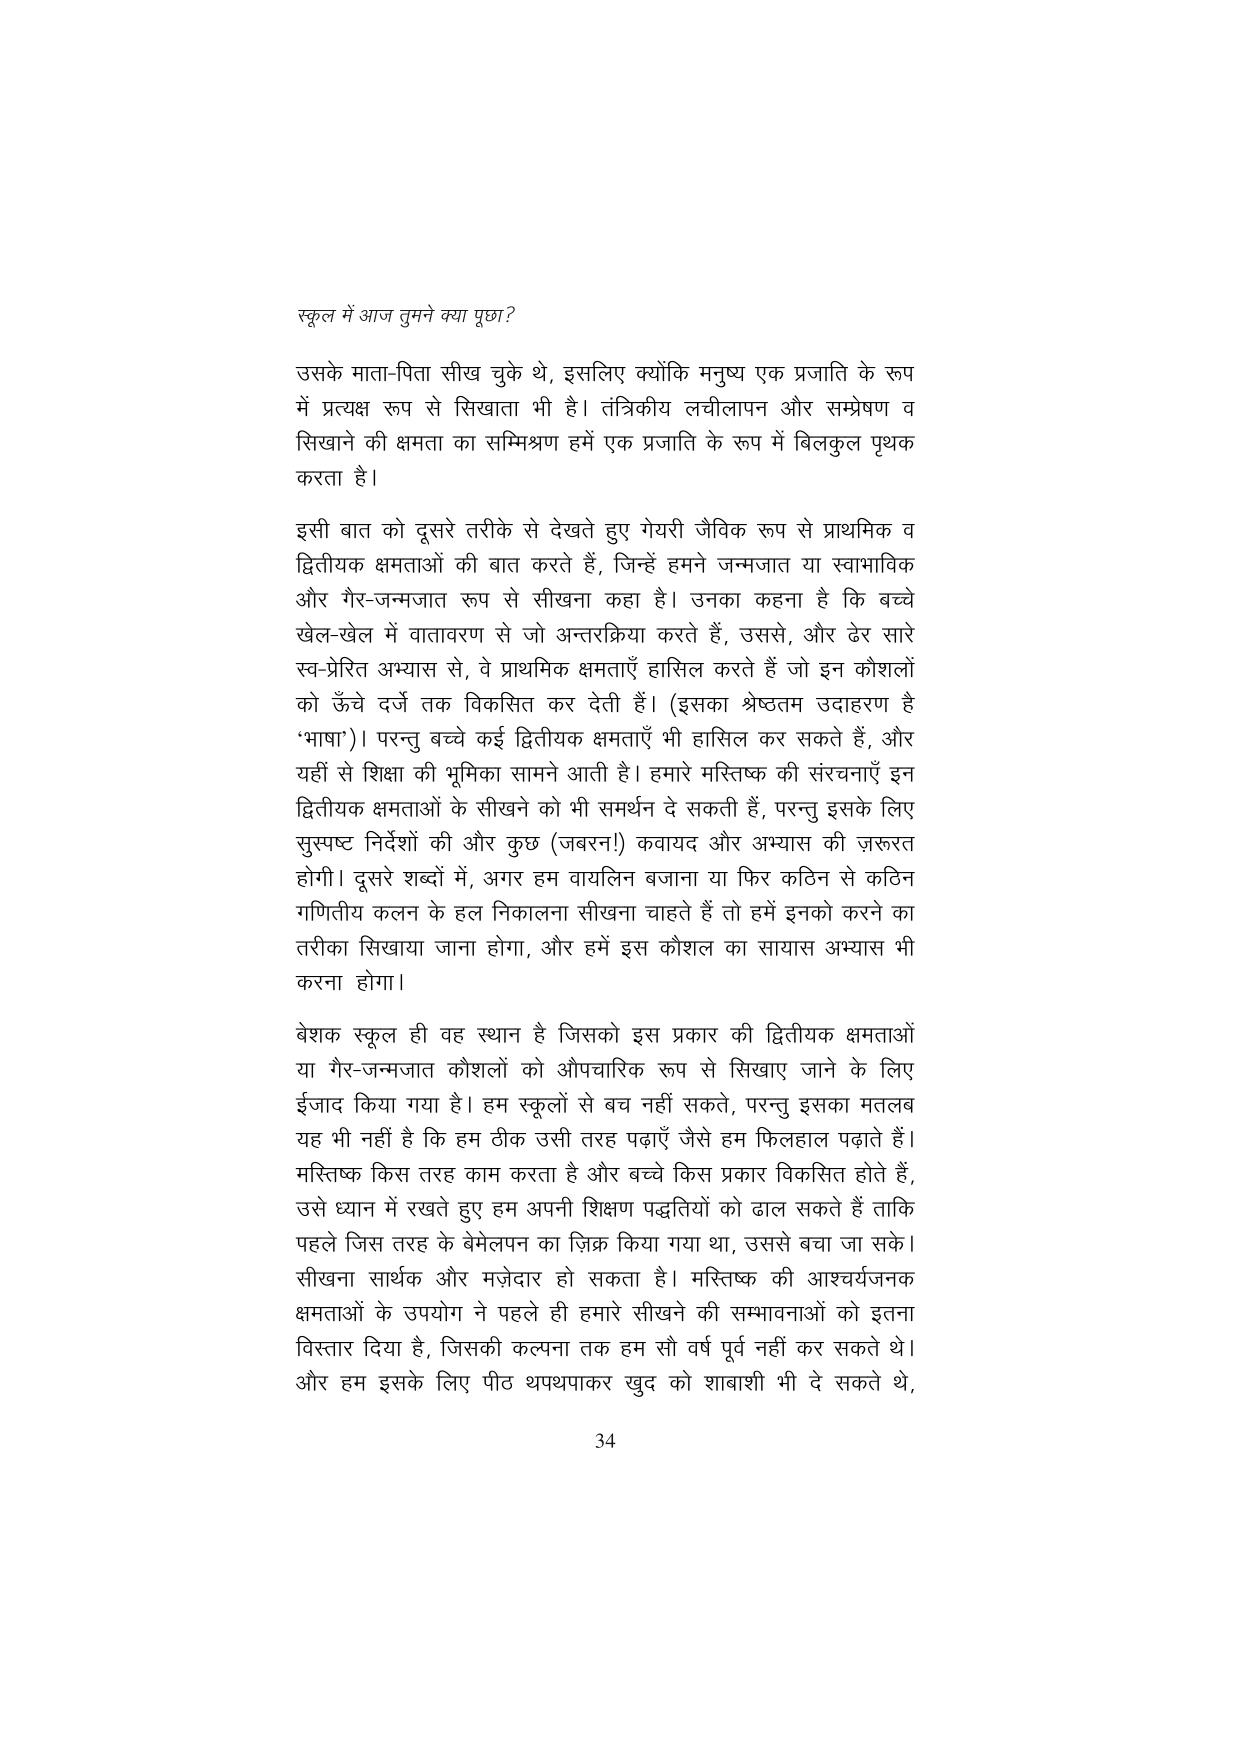 स्कूल में आज तुमने क्या पूछा?
उसके माता-पिता सीख चुके थे, इसलिए क्योंकि मनुष्य एक प्रजाति के रूप
में प्रत्यक्ष रूप से सिखाता भी है। तंत्रिकीय लचीलापन और सम्प्रेषण व
सिखाने की क्षमता का सम्मिश्रण हमें एक प्रजाति के रूप में बिलकुल पृथक
करता है।
इसी बात को दूसरे तरीके से देखते हुए गेयरी जैविक रूप से प्राथमिक व
द्वितीयक क्षमताओं की बात करते हैं, जिन्हें हमने जन्मजात या स्वाभाविक
और गैर-जन्मजात रूप से सीखना कहा है। उनका कहना है कि बच्चे
खेल-खेल में वातावरण से जो अन्तरक्रिया करते हैं, उससे, और ढेर सारे
स्व-प्रेरित अभ्यास से, वे प्राथमिक क्षमताएँ हासिल करते हैं जो इन कौशलों
को ऊँचे दर्जे तक विकसित कर देती हैं। (इसका श्रेष्ठतम उदाहरण है
‘भाषा’)। परन्तु बच्चे कई द्वितीयक क्षमताएँ भी हासिल कर सकते हैं, और
यहीं से शिक्षा की भूमिका सामने आती है। हमारे मस्तिष्क की संरचनाएँ इन
द्वितीयक क्षमताओं के सीखने को भी समर्थन दे सकती हैं, परन्तु इसके लिए
सुस्पष्ट निर्देशों की और कुछ (जबरन!) कवायद और अभ्यास की ज़रूरत
होगी। दूसरे शब्दों में, अगर हम वायलिन बजाना या फिर कठिन से कठिन
गणितीय कलन के हल निकालना सीखना चाहते हैं तो हमें इनको करने का
तरीका सिखाया जाना होगा, और हमें इस कौशल का सायास अभ्यास भी
करना होगा।
बेशक स्कूल ही वह स्थान है जिसको इस प्रकार की द्वितीयक क्षमताओं
या गैर-जन्मजात कौशलों को औपचारिक रूप से सिखाए जाने के लिए
ईजाद किया गया है। हम स्कूलों से बच नहीं सकते, परन्तु इसका मतलब
यह भी नहीं है कि हम ठीक उसी तरह पढ़ाएँ जैसे हम फिलहाल पढ़ाते हैं।
मस्तिष्क किस तरह काम करता है और बच्चे किस प्रकार विकसित होते हैं,
उसे ध्यान में रखते हुए हम अपनी शिक्षण पद्धतियों को ढाल सकते हैं ताकि
पहले जिस तरह के बेमेलपन का ज़िक्र किया गया था, उससे बचा जा सके।
सीखना सार्थक और मज़ेदार हो सकता है। मस्तिष्क की आश्चर्यजनक
क्षमताओं के उपयोग ने पहले ही हमारे सीखने की सम्भावनाओं को इतना
विस्तार दिया है, जिसकी कल्पना तक हम सौ वर्ष पूर्व नहीं कर सकते थे।
और हम इसके लिए पीठ थपथपाकर खुद को शाबाशी भी दे सकते थे,
34